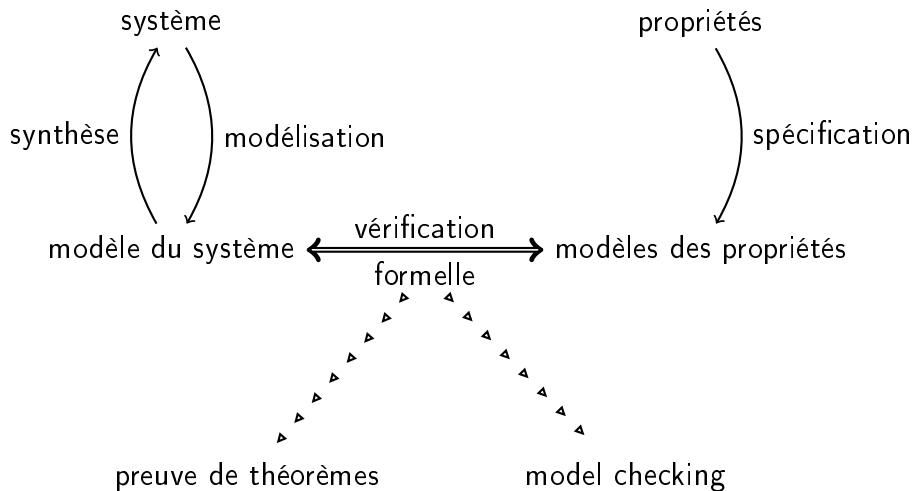 système
propriétés
synthèse
modélisation
spécification
modèle du système
vérification
formelle
modèles des propriétés
preuve de théorèmes
model checking